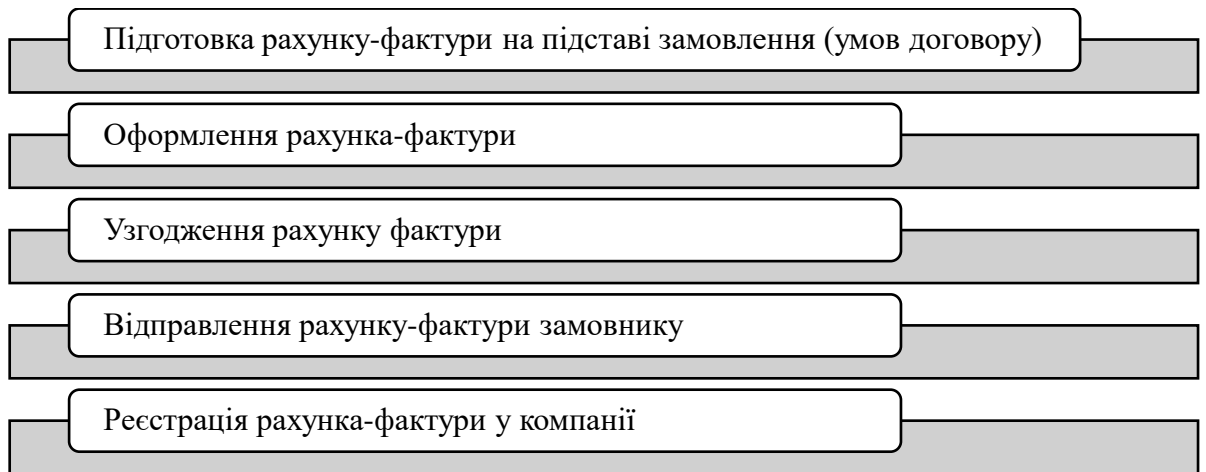 Підготовка рахунку-фактури на підставі замовлення (умов договору)
Оформлення рахунка-фактури
Узгодження рахунку фактури
Відправлення рахунку-фактури замовнику
Реєстрація рахунка-фактури у компанії